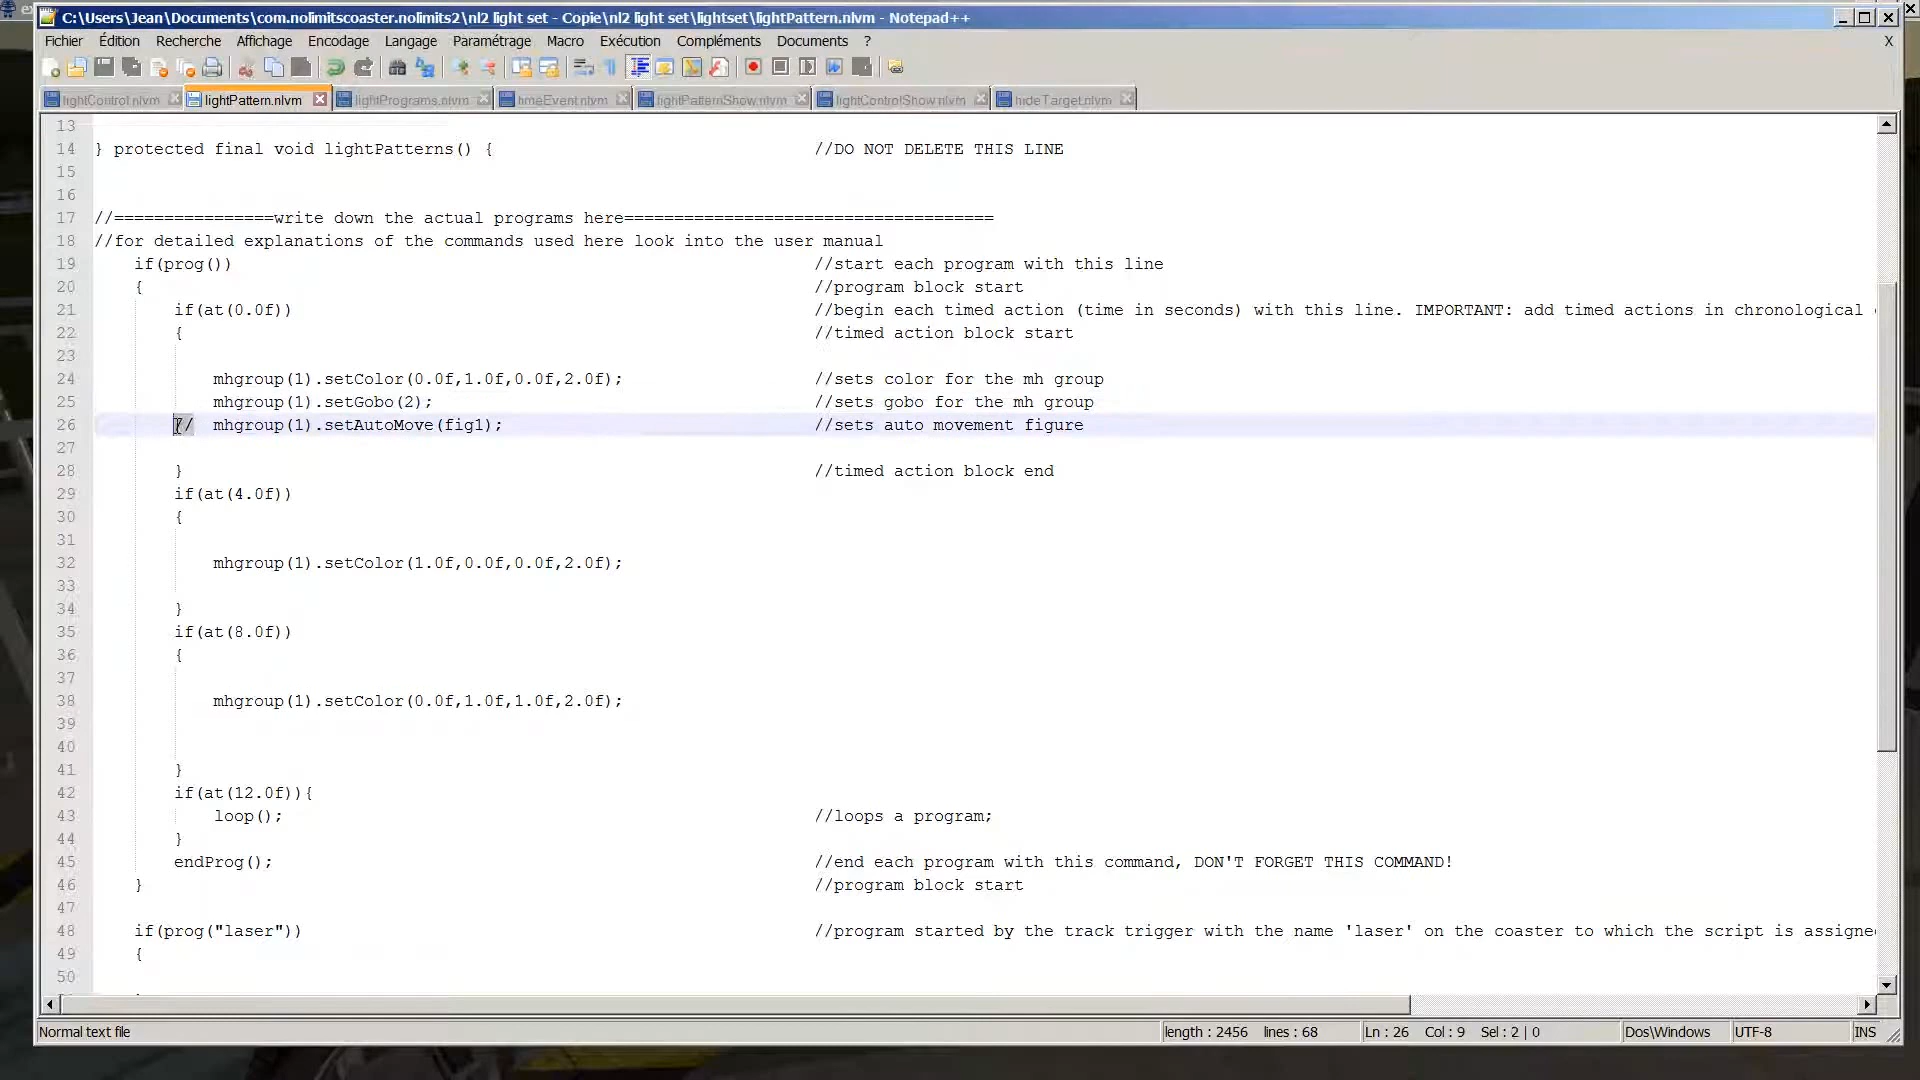 C:\Users\Jean\Documents\com.nolimitscoaster.nolimits2\nl2 light set - Copie\nl2 light set\lightset\lightPattern.nlvm - Notepad++
Fichier Édition Recherche Affichage Encodage Langage Paramétrage Macro Exécution Compléments Documents ? X
lightControl.nlvm lightPattern.nlvm lightPrograms.nlvm timeEvent.nlvm lightPatternShow.nlvm lightControlShow.nlvm hideTarget.nlvm
13
14 } protected final void lightPatterns() { //DO NOT DELETE THIS LINE
15
16
17 //================write down the actual programs here=====================================
18 //for detailed explanations of the commands used here look into the user manual
19 if(prog()) //start each program with this line
20 { //program block start
21 if(at(0.0f)) //begin each timed action (time in seconds) with this line. IMPORTANT: add timed actions in chronological
22 { //timed action block start
23
24 mhgroup(1).setColor(0.0f,1.0f,0.0f,2.0f); //sets color for the mh group
25 mhgroup(1).setGobo(2); //sets gobo for the mh group
26 // mhgroup(1).setAutoMove(fig1); //sets auto movement figure
27
28 } //timed action block end
29 if(at(4.0f))
30 {
31
32 mhgroup(1).setColor(1.0f,0.0f,0.0f,2.0f);
33
34 }
35 if(at(8.0f))
36 {
37
38 mhgroup(1).setColor(0.0f,1.0f,1.0f,2.0f);
39
40
41 }
42 if(at(12.0f)){
43 loop(); //loops a program;
44 }
45 endProg(); //end each program with this command, DON'T FORGET THIS COMMAND!
46 } //program block start
47
48 if(prog("laser")) //program started by the track trigger with the name 'laser' on the coaster to which the script is assigne
49 {
50
Normal text file length : 2456 lines : 68 Ln : 26 Col : 9 Sel : 2 | 0 Dos\Windows UTF-8 INS